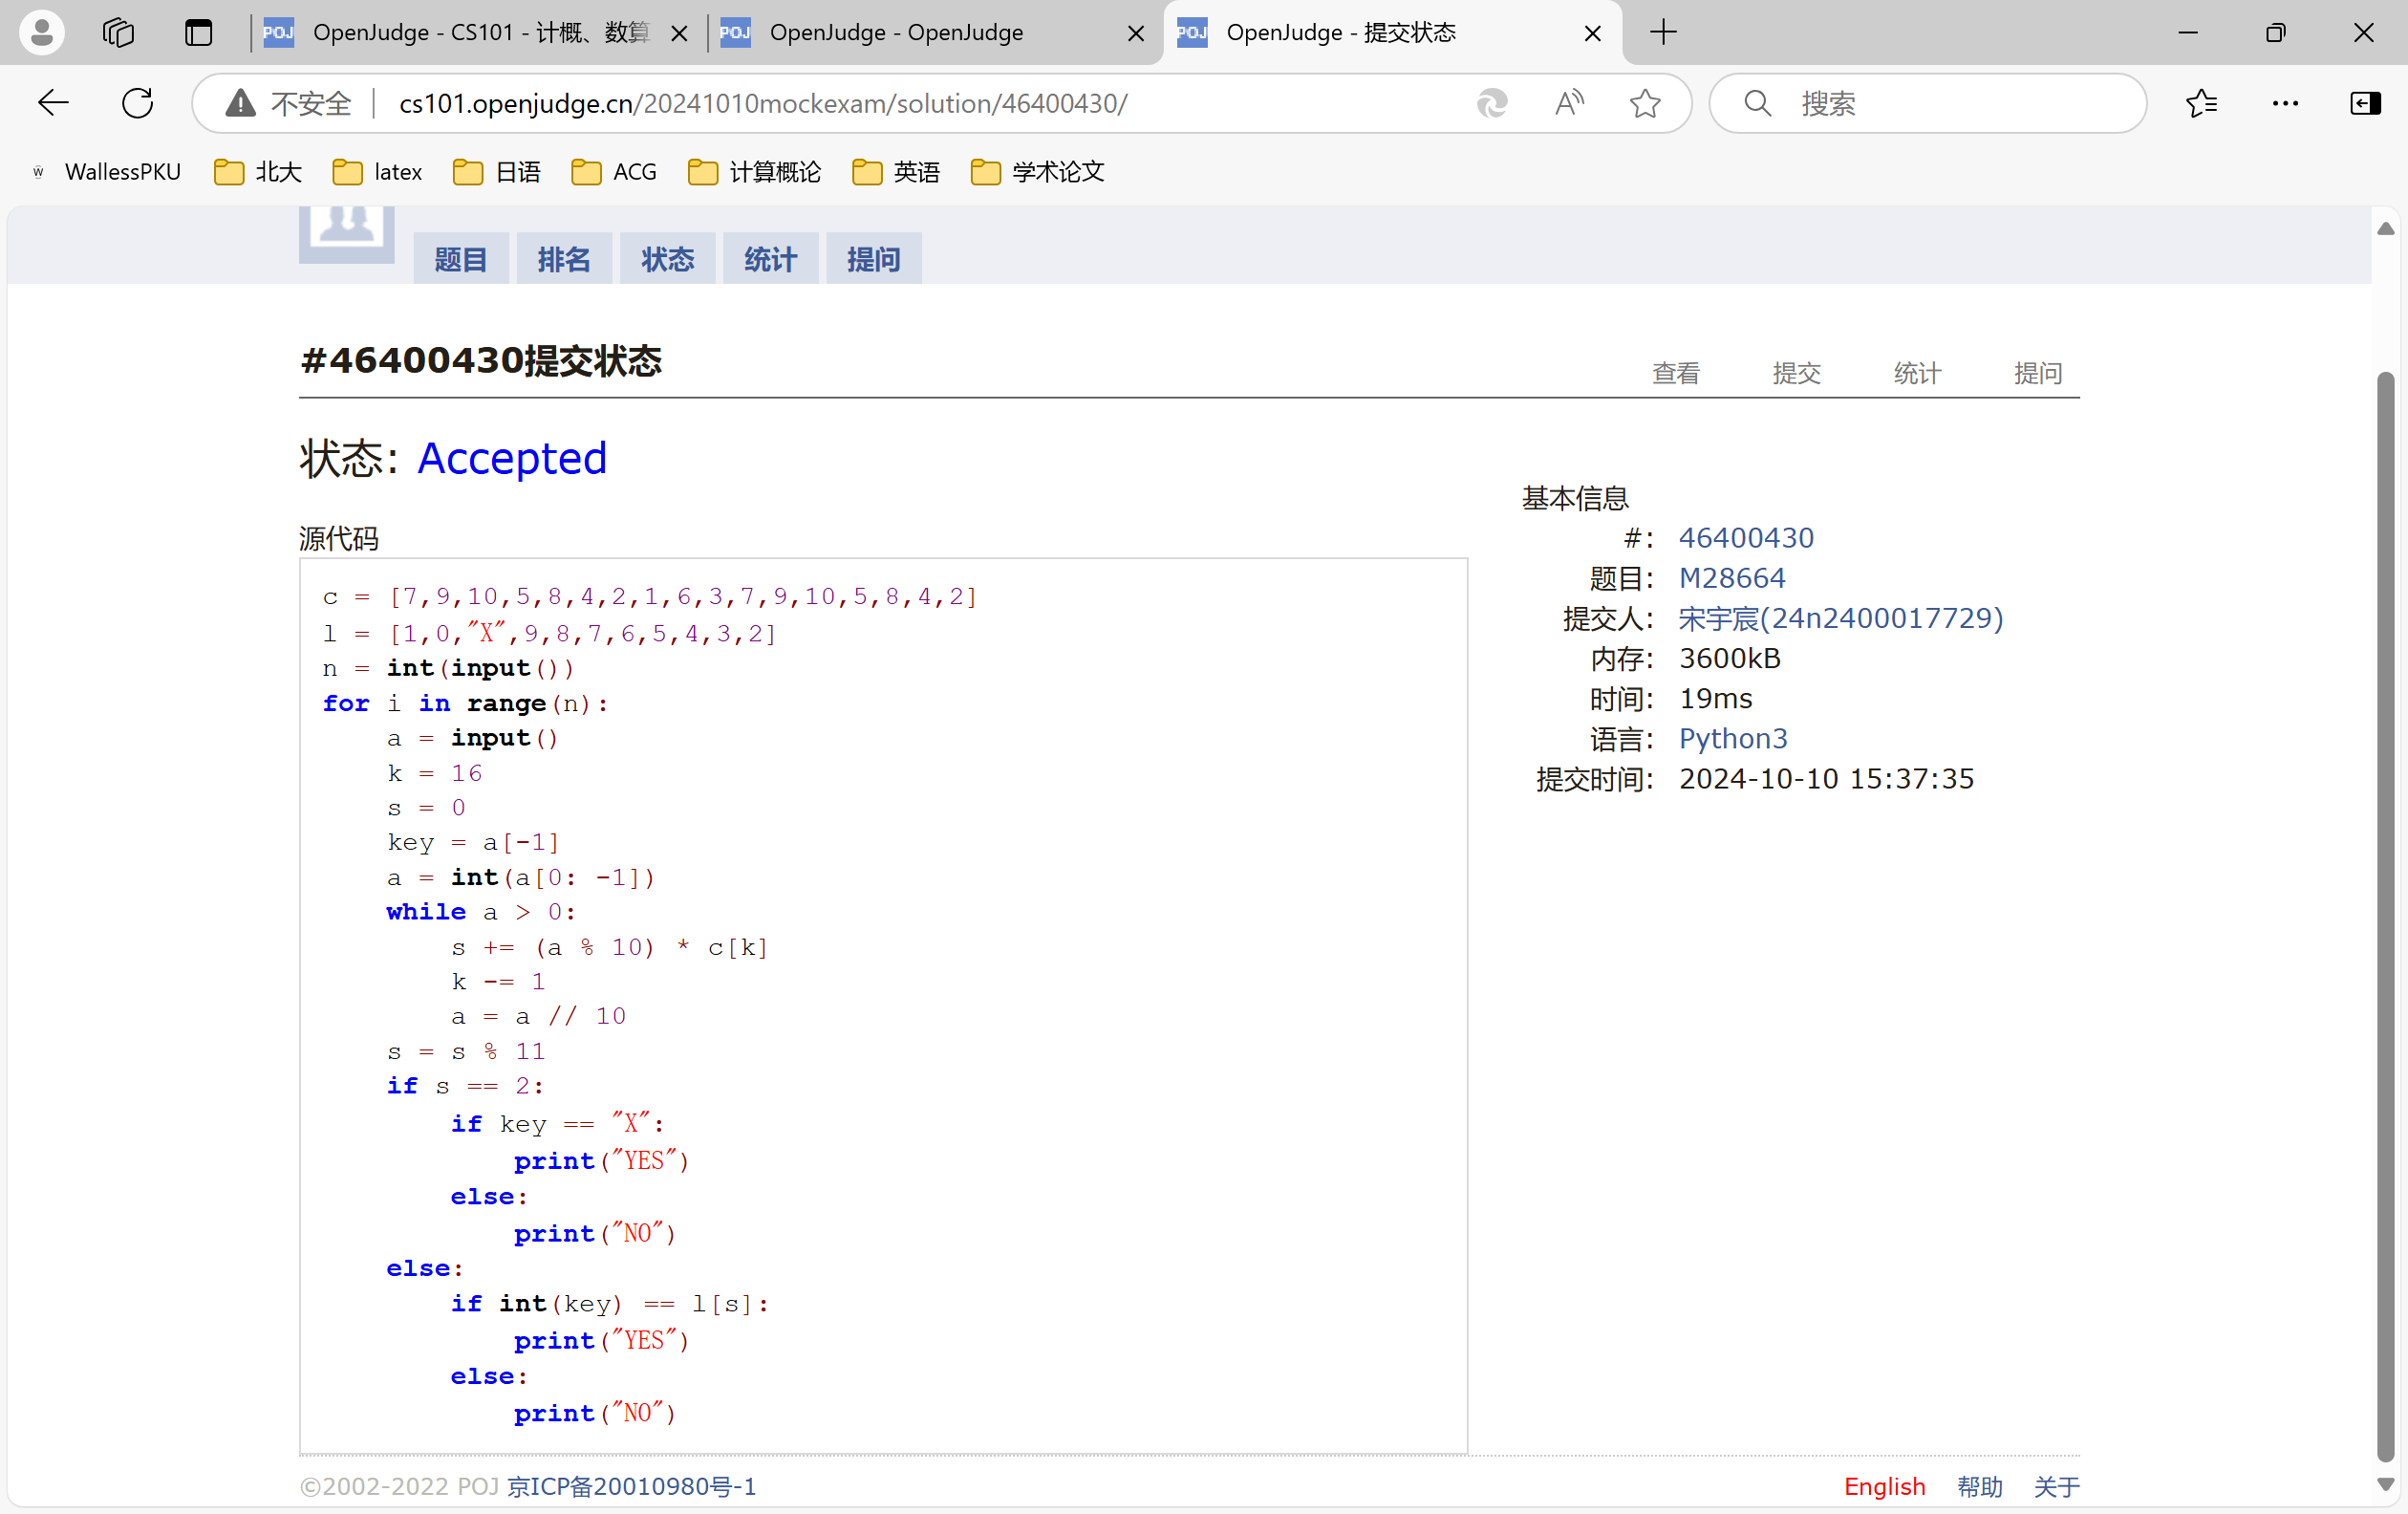 OpenJudge - CS101 - 计概、数算
OpenJudge - OpenJudge
OpenJudge - 提交状态
不安全
cs101.openjudge.cn/20241010mockexam/solution/46400430/
搜索
WallessPKU
北大
latex
日语
ACG
计算概论
英语
学术论文
题目
排名
状态
统计
提问
#46400430提交状态
查看
提交
统计
提问
状态: Accepted
源代码
c = [7,9,10,5,8,4,2,1,6,3,7,9,10,5,8,4,2]
l = [1,0,"X",9,8,7,6,5,4,3,2]
n = int(input())
for i in range(n):
    a = input()
    k = 16
    s = 0
    key = a[-1]
    a = int(a[0: -1])
    while a > 0:
        s += (a % 10) * c[k]
        k -= 1
        a = a // 10
    s = s % 11
    if s == 2:
        if key == "X":
            print("YES")
        else:
            print("NO")
    else:
        if int(key) == l[s]:
            print("YES")
        else:
            print("NO")
基本信息
#: 46400430
题目: M28664
提交人: 宋宇宸(24n2400017729)
内存: 3600kB
时间: 19ms
语言: Python3
提交时间: 2024-10-10 15:37:35
©2002-2022 POJ 京ICP备20010980号-1
English
帮助
关于